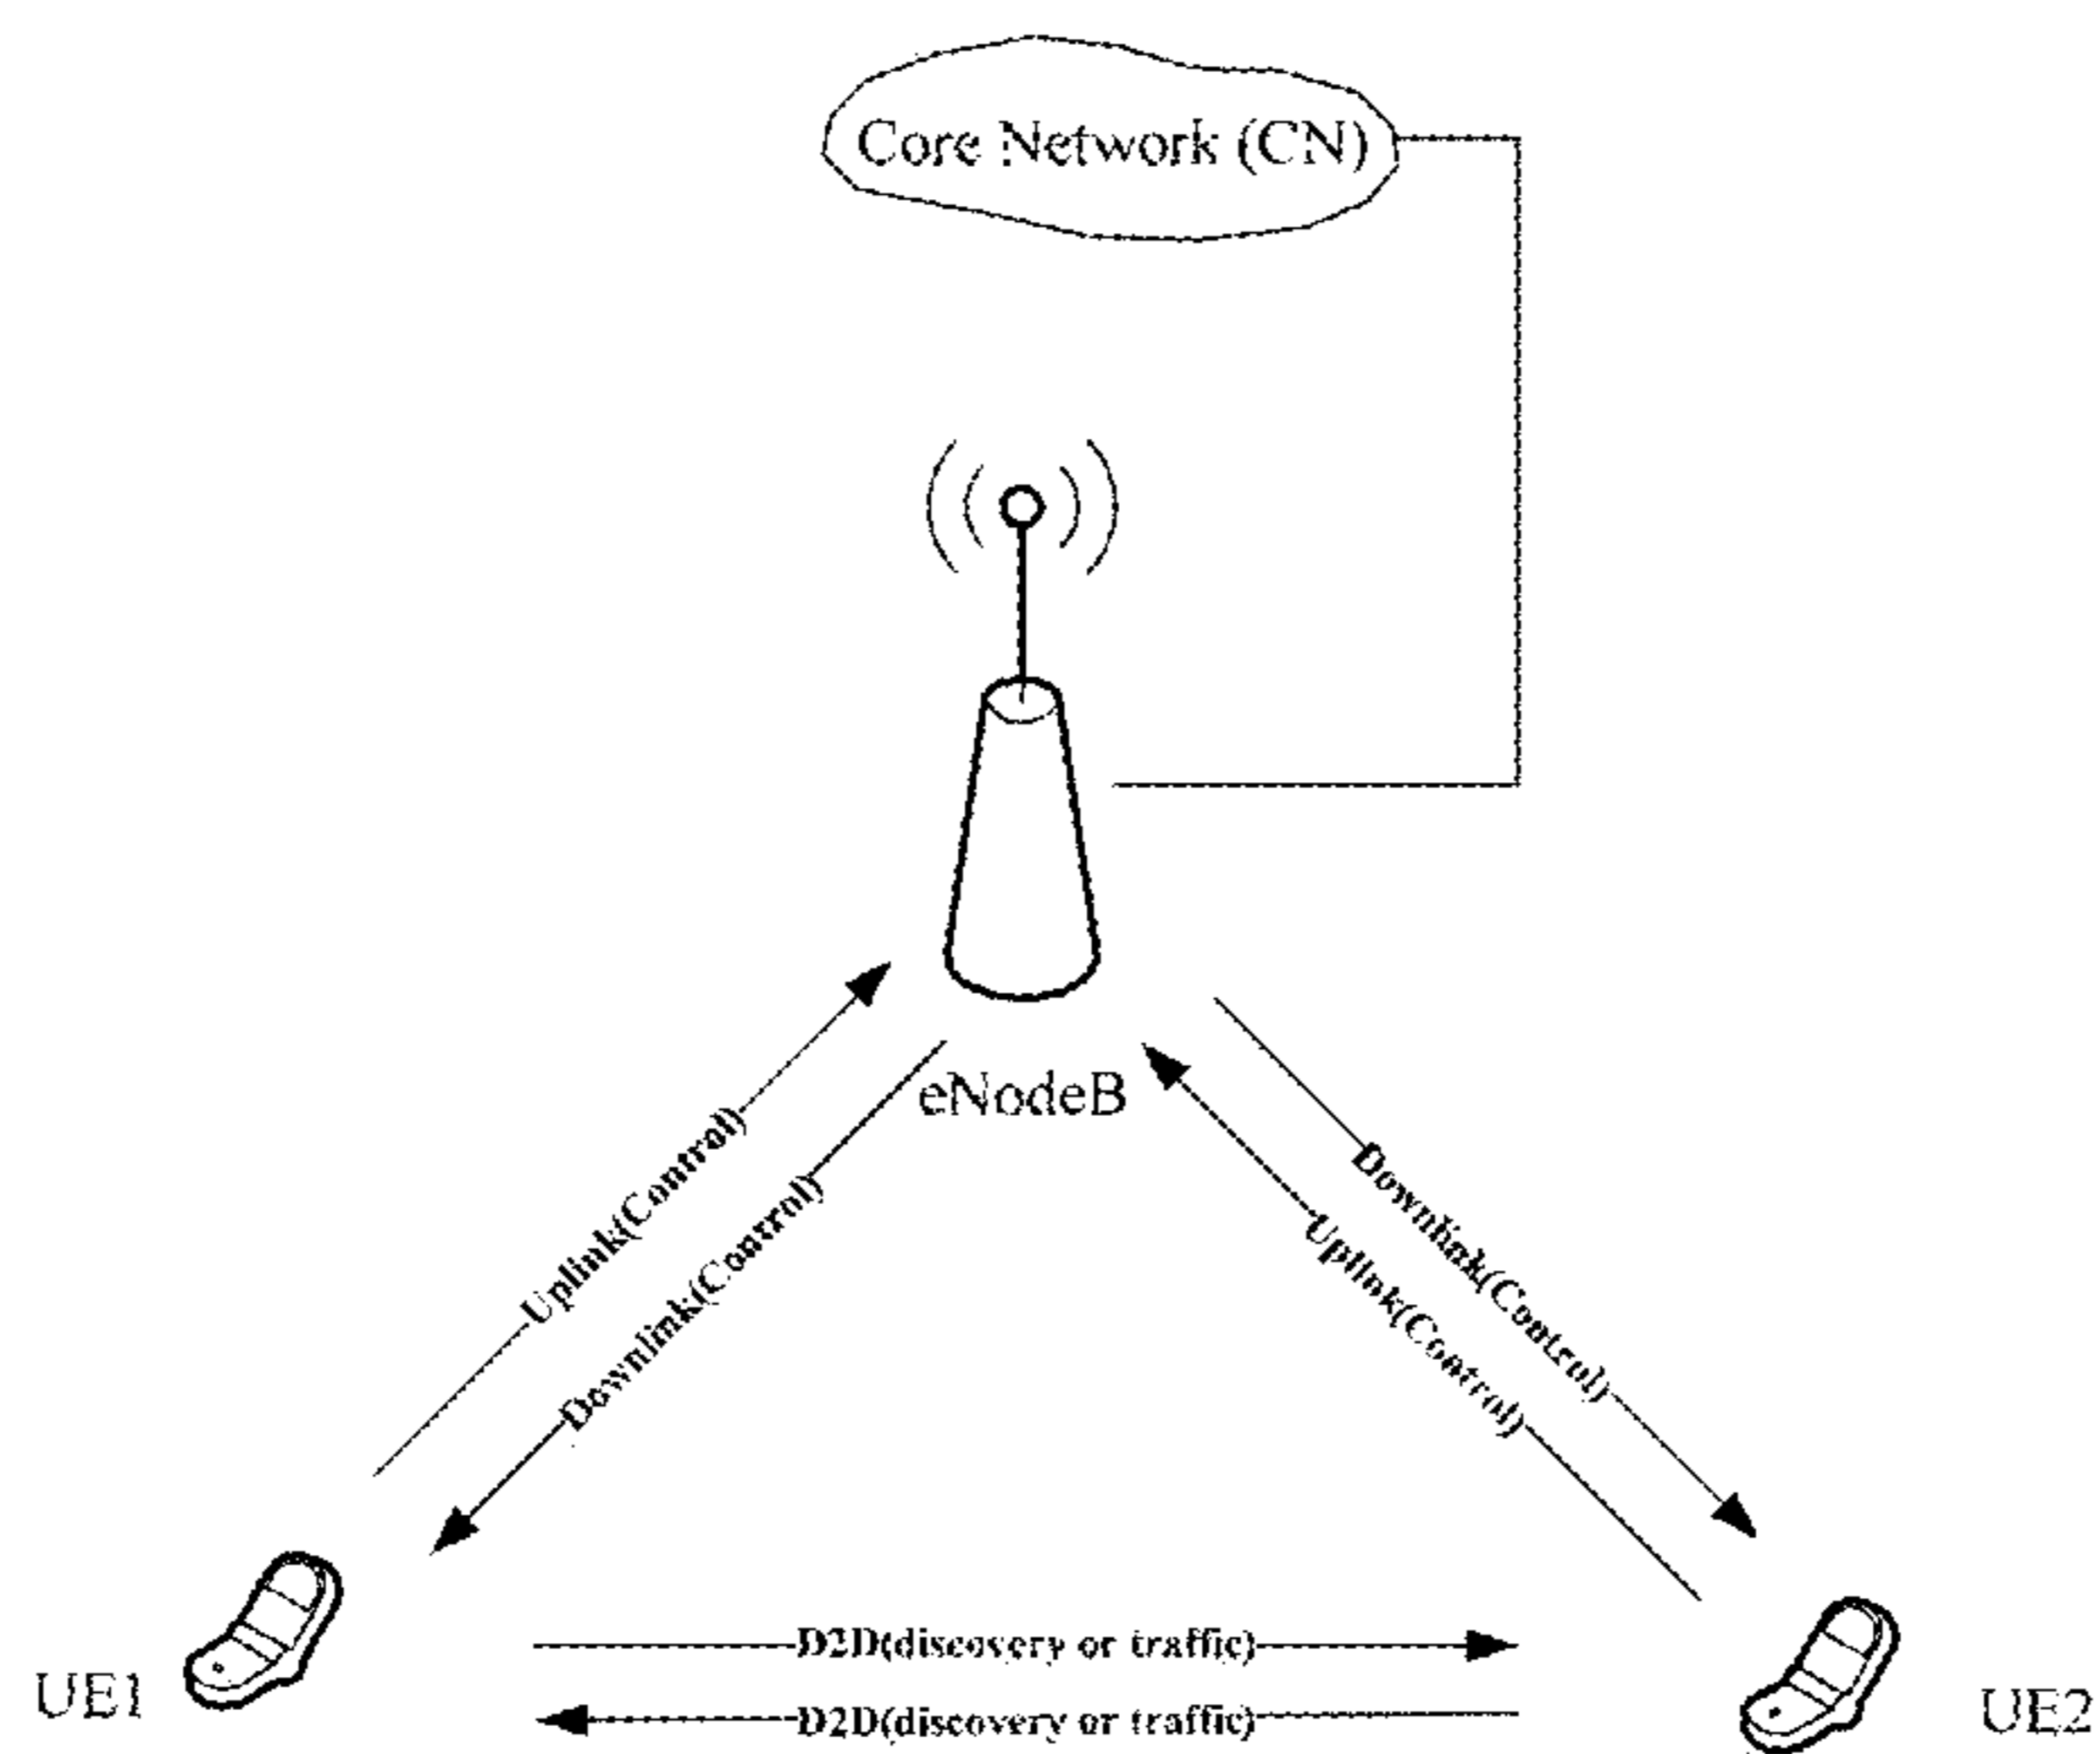 Core Network (CN)
eNodeB
Uplink(Control)
Downlink(Control)
Downlink(Control)
Uplink(Control)
D2D(discovery or traffic)
UE1
UE2
D2D(discovery or traffic)